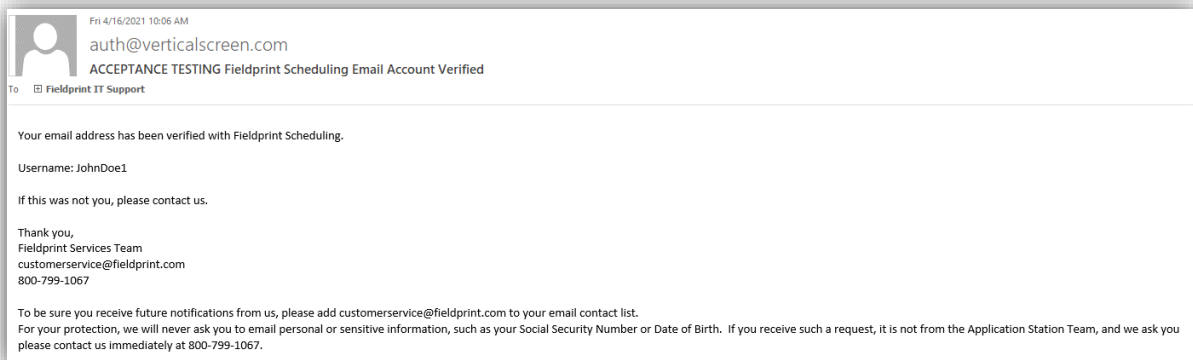 Fri 4/16/2021 10:06 AM
auth@verticalscreen.com
ACCEPTANCE TESTING Fieldprint Scheduling Email Account Verified
To Fieldprint IT Support
Your email address has been verified with Fieldprint Scheduling.
Username: JohnDoe1
If this was not you, please contact us.
Thank you,
Fieldprint Services Team
customerservice@fieldprint.com
800-799-1067
To be sure you receive future notifications from us, please add customerservice@fieldprint.com to your email contact list.
For your protection, we will never ask you to email personal or sensitive information, such as your Social Security Number or Date of Birth.  If you receive such a request, it is not from the Application Station Team, and we ask you
please contact us immediately at 800-799-1067.